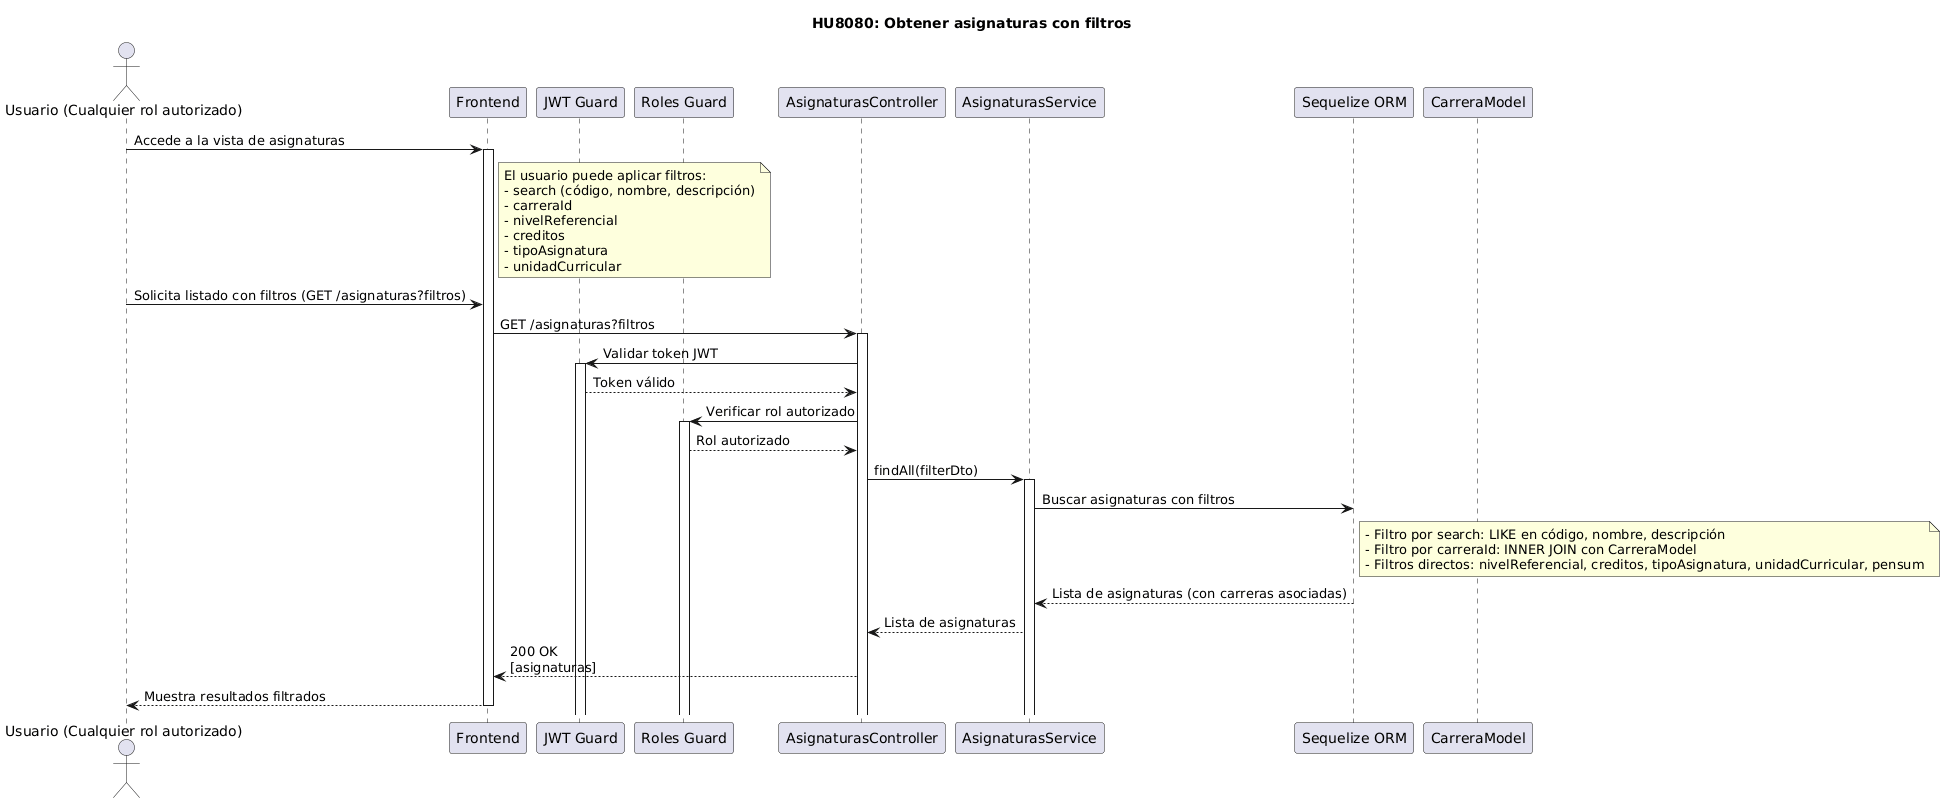 HU8080: Obtener asignaturas con filtros
Usuario (Cualquier rol autorizado)
Frontend
JWT Guard
Roles Guard
AsignaturasController
AsignaturasService
Sequelize ORM
CarreraModel
Accede a la vista de asignaturas
El usuario puede aplicar filtros:
- search (código, nombre, descripción)
- carreraId
- nivelReferencial
- creditos
- tipoAsignatura
- unidadCurricular
Solicita listado con filtros (GET /asignaturas?filtros)
GET /asignaturas?filtros
Validar token JWT
Token válido
Verificar rol autorizado
Rol autorizado
findAll(filterDto)
Buscar asignaturas con filtros
- Filtro por search: LIKE en código, nombre, descripción
- Filtro por carreraId: INNER JOIN con CarreraModel
- Filtros directos: nivelReferencial, creditos, tipoAsignatura, unidadCurricular, pensum
Lista de asignaturas (con carreras asociadas)
Lista de asignaturas
200 OK
[asignaturas]
Muestra resultados filtrados
Usuario (Cualquier rol autorizado)
Frontend
JWT Guard
Roles Guard
AsignaturasController
AsignaturasService
Sequelize ORM
CarreraModel